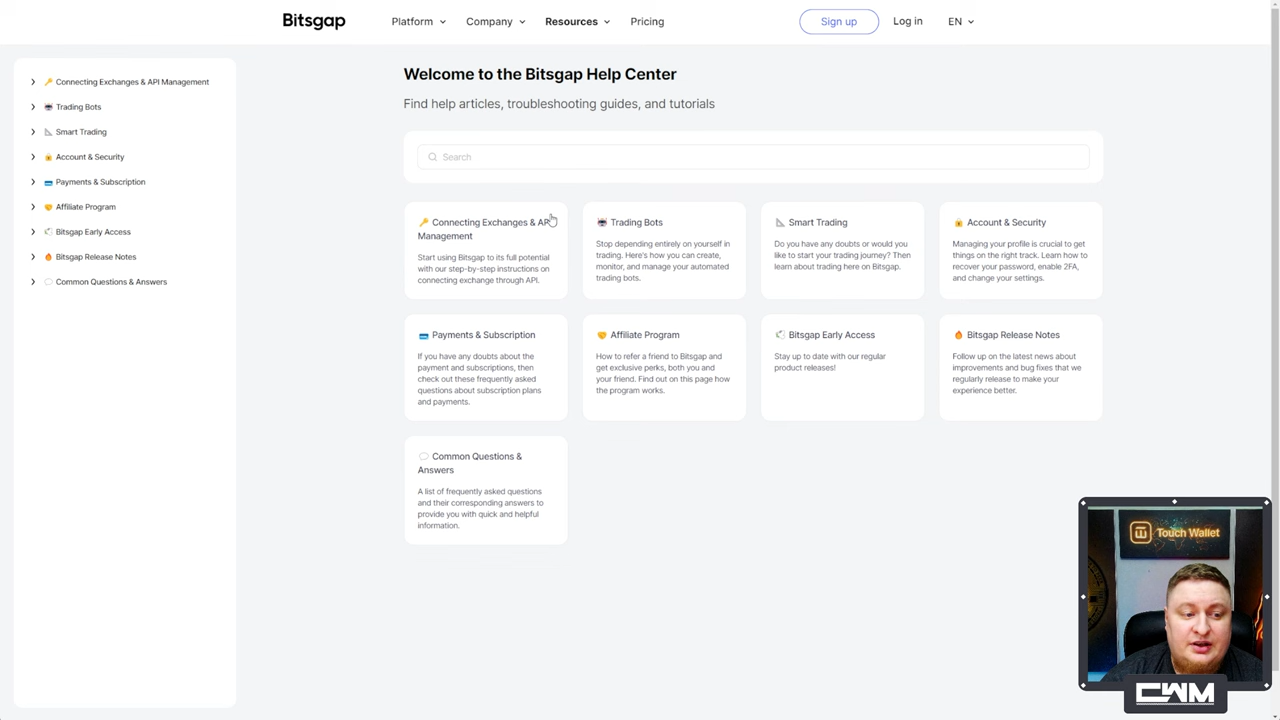 Bitsgap
Platform
Company
Resources
Pricing
Sign up
Log in
EN
Connecting Exchanges & API Management
Trading Bots
Smart Trading
Account & Security
Payments & Subscription
Affiliate Program
Bitsgap Early Access
Bitsgap Release Notes
Common Questions & Answers
Welcome to the Bitsgap Help Center
Find help articles, troubleshooting guides, and tutorials
Search
Connecting Exchanges & API
Management
Start using Bitsgap to its full potential
with our step-by-step instructions on
connecting exchange through API.
Trading Bots
Stop depending entirely on yourself in
trading. Here's how you can create,
monitor, and manage your automated
trading bots.
Smart Trading
Do you have any doubts or would you
like to start your trading journey? Then
learn about trading here on Bitsgap.
Account & Security
Managing your profile is crucial to get
things on the right track. Learn how to
recover your password, enable 2FA,
and change your settings.
Payments & Subscription
If you have any doubts about the
payment and subscriptions, then
check out these frequently asked
questions about subscription plans
and payments.
Affiliate Program
How to refer a friend to Bitsgap and
get exclusive perks, both you and
your friend. Find out on this page how
the program works.
Bitsgap Early Access
Stay up to date with our regular
product releases!
Bitsgap Release Notes
Follow up on the latest news about
improvements and bug fixes that we
regularly release to make your
experience better.
Common Questions &
Answers
A list of frequently asked questions
and their corresponding answers to
provide you with quick and helpful
information.
Touch Wallet
CWM